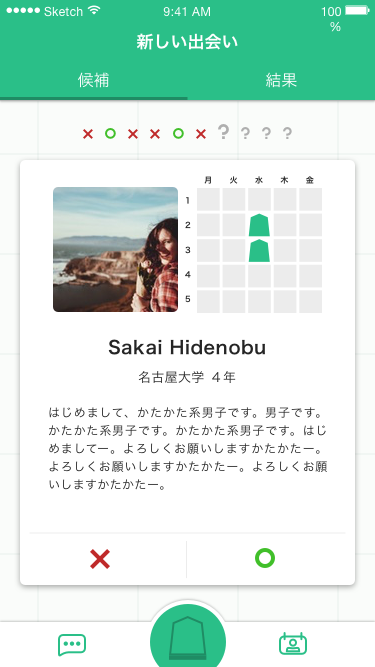 Sketch 9:41 AM 100 %
新しい出会い
候補 結果
× ○ × × ○ × ? ? ? ?
月 火 水 木 金
1
2
3
4
5
Sakai Hidenobu
名古屋大学 4年
はじめまして、かたかた系男子です。男子です。
かたかた系男子です。かたかた系男子です。はじ
めましてー。よろしくお願いしますかたかたー。
よろしくお願いしますかたかたー。よろしくお願
いしますかたかたー。
× ○